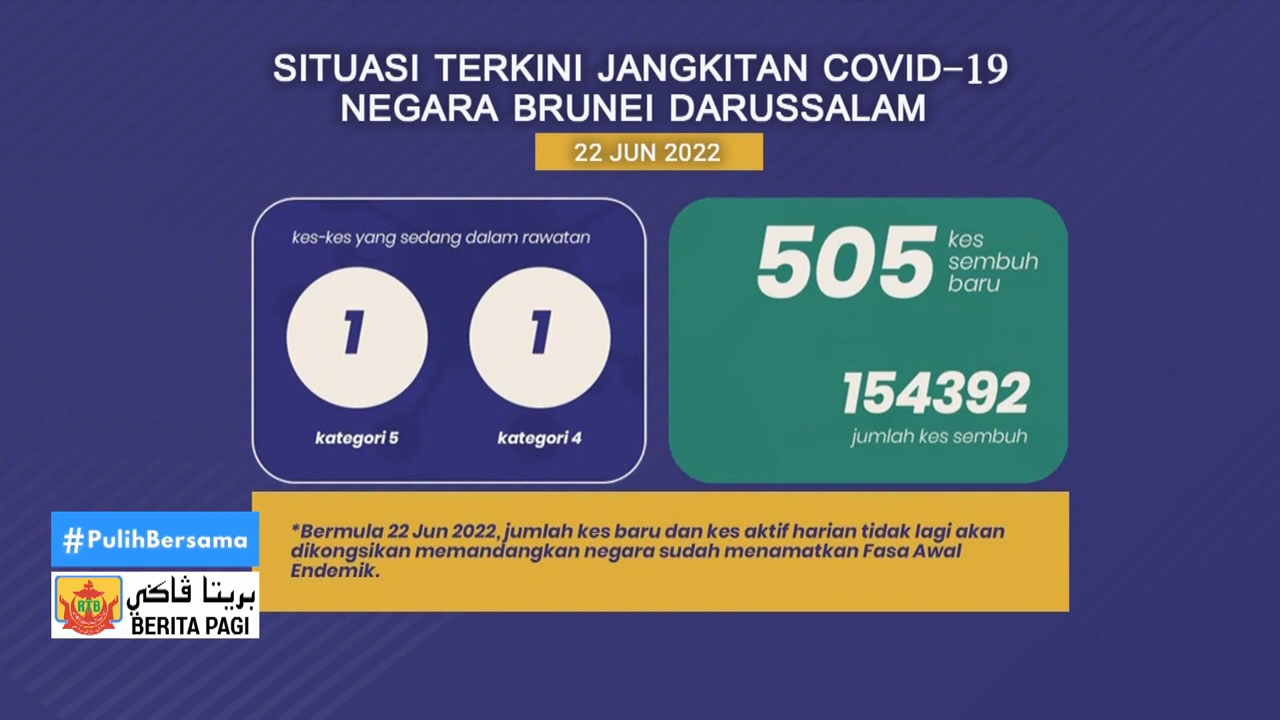 SITUASI TERKINI JANGKITAN COVID-19
NEGARA BRUNEI DARUSSALAM
22 JUN 2022
kes-kes yang sedang dalam rawatan
1
1
kategori 5
kategori 4
505
kes
sembuh
baru
154392
jumlah kes sembuh
*Bermula 22 Jun 2022, jumlah kes baru dan kes aktif harian tidak lagi akan
dikongsikan memandangkan negara sudah menamatkan Fasa Awal
Endemik.
#PulihBersama
RTB
بريتا ڤاݢي
BERITA PAGI